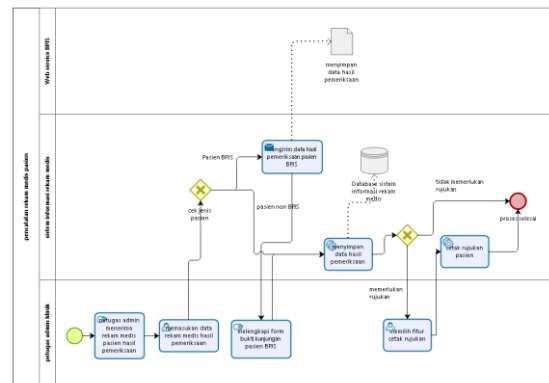 pencatatan rekam medis pasien
Web service BPJS
menyimpan
data hasil
pemeriksaan
sistem informasi rekam medis
Pasien BPJS
mengirim data hasil
pemeriksaan pasien
BPJS
cek jenis
pasien
pasien non BPJS
Database sistem
informasi rekam
medis
menyimpan
data hasil
pemeriksaan
tidak memerlukan
rujukan
proses selesai
cetak rujukan
pasien
memerlukan
rujukan
petugas admin klinik
petugas admin
menerima
rekam medis
pasien hasil
pemeriksaan
memasukan data
rekam medis hasil
pemeriksaan
melengkapi form
bukti kunjungan
pasien BPJS
memilih fitur
cetak rujukan